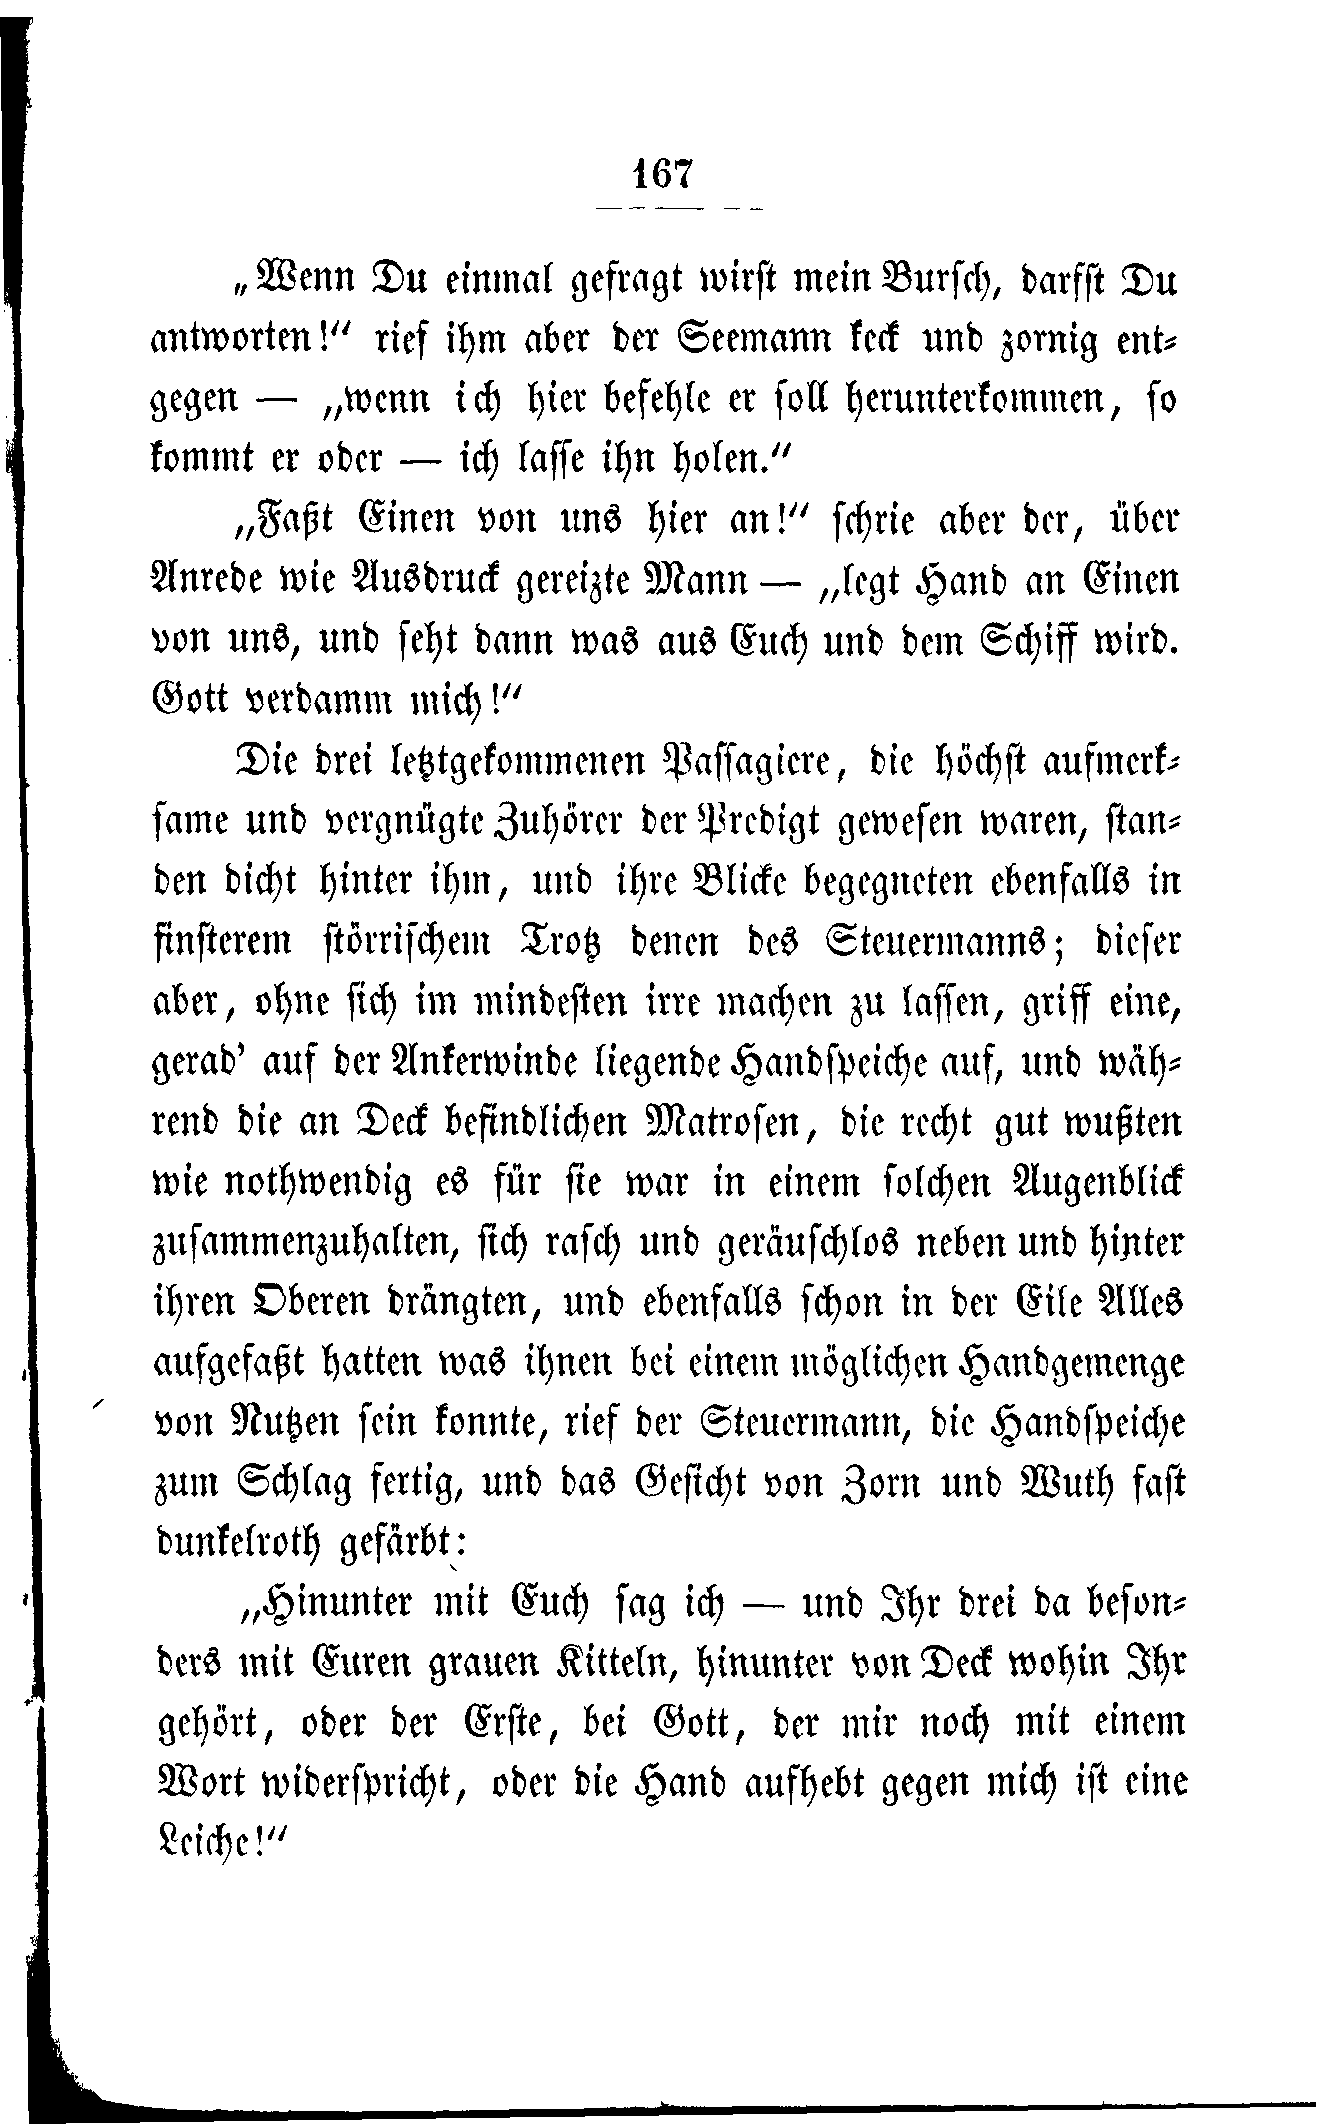 167
„Wenn Du einmal gefragt wirst mein Bursch, darfst Du
antworten!“ rief ihm aber der Seemann keck und zornig ent-
gegen — „wenn ich hier befehle er soll herunterkommen, so
kommt er oder — ich lasse ihn holen.“
„Faßt Einen von uns hier an!“ schrie aber der, über
Anrede wie Ausdruck gereizte Mann — „legt Hand an Einen
von uns, und seht dann was aus Euch und dem Schiff wird.
Gott verdamm mich!“
Die drei letztgekommenen Passagiere, die höchst aufmerk-
same und vergnügte Zuhörer der Predigt gewesen waren, stan-
den dicht hinter ihm, und ihre Blicke begegneten ebenfalls in
finsterem störrischem Trotz denen des Steuermanns; dieser
aber, ohne sich im mindesten irre machen zu lassen, griff eine,
gerad’ auf der Ankerwinde liegende Handspeiche auf, und wäh-
rend die an Deck befindlichen Matrosen, die recht gut wußten
wie nothwendig es für sie war in einem solchen Augenblick
zusammenzuhalten, sich rasch und geräuschlos neben und hinter
ihren Oberen drängten, und ebenfalls schon in der Eile Alles
aufgefaßt hatten was ihnen bei einem möglichen Handgemenge
von Nutzen sein konnte, rief der Steuermann, die Handspeiche
zum Schlag fertig, und das Gesicht von Zorn und Wuth fast
dunkelroth gefärbt:
„Hinunter mit Euch sag ich — und Ihr drei da beson-
ders mit Euren grauen Kitteln, hinunter von Deck wohin Ihr
gehört, oder der Erste, bei Gott, der mir noch mit einem
Wort widerspricht, oder die Hand aufhebt gegen mich ist eine
Leiche!“